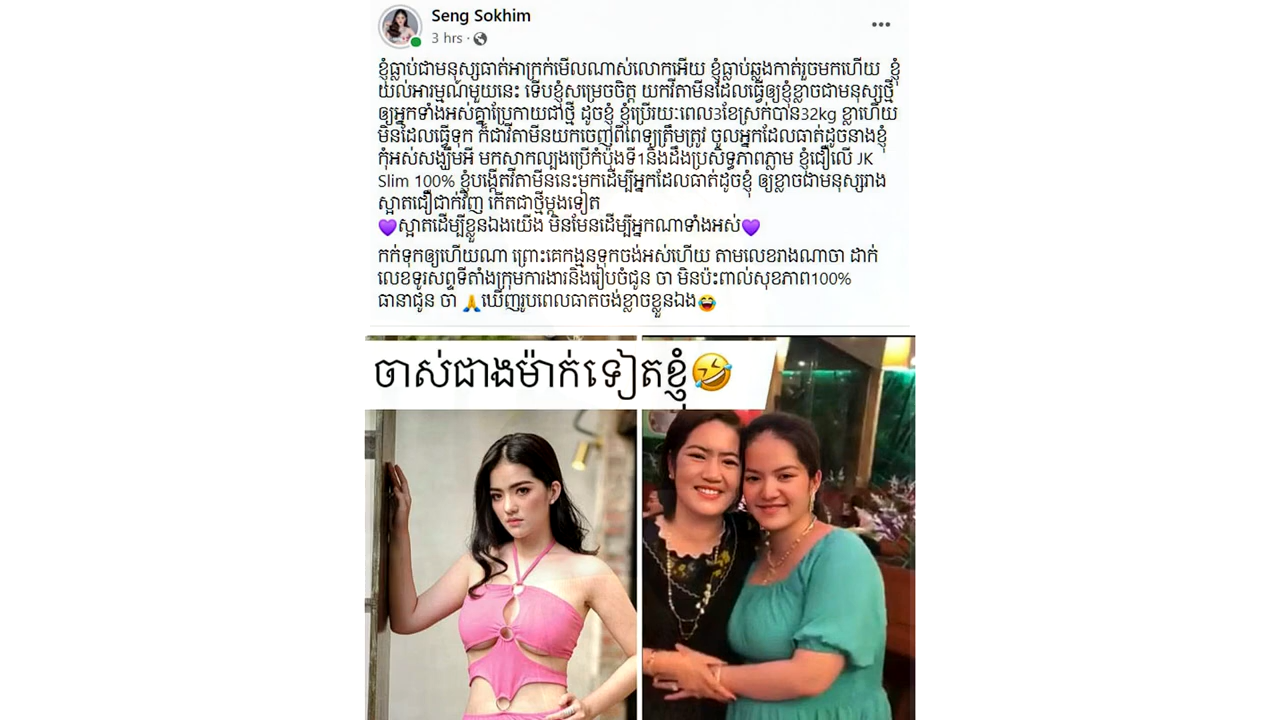 Seng Sokhim
3 hrs ·
ខ្ញុំធ្លាប់ជាមនុស្សធាត់អាក្រក់មើលណាស់លោកអើយ ខ្ញុំធ្លាប់ឆ្លងកាត់រួចមកហើយ ខ្ញុំ
យល់អារម្មណ៍មួយនេះ ទើបខ្ញុំសម្រេចចិត្ត យកវីតាមីនដែលធ្វើឲ្យខ្ញុំខ្លាចជាមនុស្សថ្មី
ឲ្យអ្នកទាំងអស់គ្នាប្រែកាយជាថ្មី ដូចខ្ញុំ ខ្ញុំប្រើរយៈពេល3ខែស្រក់បាន32kg ខ្លាហើយ
មិនដែលធ្វើទុក ក៏ជាវីតាមីនយកចេញពីពេទ្យត្រឹមត្រូវ ចូលអ្នកដែលធាត់ដូចនាងខ្ញុំ
កុំអស់សង្ឃឹមអី មកសាកល្បងប្រើកំប៉ុងទី1និងដឹងប្រសិទ្ធភាពភ្លាម ខ្ញុំជឿលើ JK
Slim 100% ខ្ញុំបង្កើតវីតាមីននេះមកដើម្បីអ្នកដែលធាត់ដូចខ្ញុំ ឲ្យខ្លាចជាមនុស្សរាង
ស្អាតជឿជាក់វិញ កើតជាថ្មីម្ដងទៀត
💜ស្អាតដើម្បីខ្លួនឯងយើង មិនមែនដើម្បីអ្នកណាទាំងអស់💜
កក់ទុកឲ្យហើយណា ព្រោះគេកង្មនទុកចង់អស់ហើយ តាមលេខរាងណាចា ដាក់
លេខទូរសព្ទទីតាំងក្រុមការងារនិងរៀបចំជូន ចា មិនប៉ះពាល់សុខភាព100%
ធានាជូន ចា 🙏ឃើញរូបពេលធាតចង់ខ្លាចខ្លួនឯង😂
ចាស់ជាងម៉ាក់ទៀតខ្ញុំ🤣